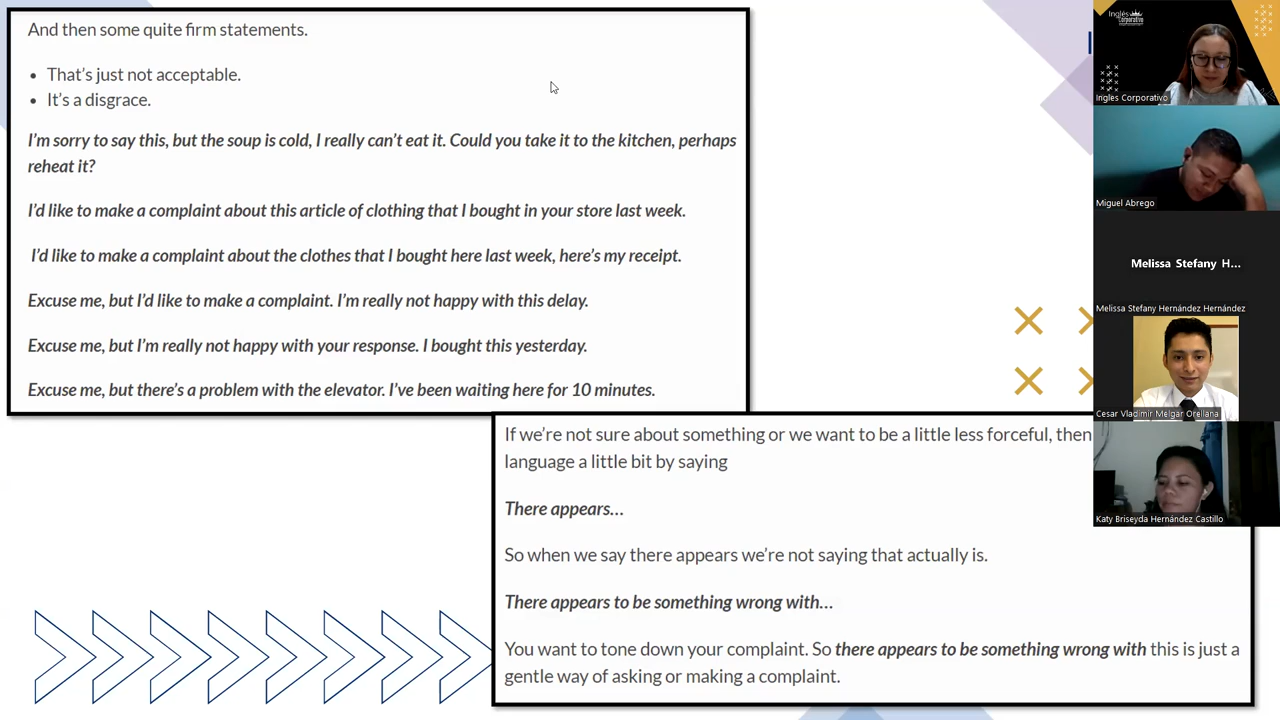 And then some quite firm statements.
• That's just not acceptable.
• It's a disgrace.
I'm sorry to say this, but the soup is cold, I really can't eat it. Could you take it to the kitchen, perhaps
reheat it?
I'd like to make a complaint about this article of clothing that I bought in your store last week.
I'd like to make a complaint about the clothes that I bought here last week, here's my receipt.
Excuse me, but I'd like to make a complaint. I'm really not happy with this delay.
Excuse me, but I'm really not happy with your response. I bought this yesterday.
Excuse me, but there's a problem with the elevator. I've been waiting here for 10 minutes.
If we're not sure about something or we want to be a little less forceful, then
language a little bit by saying
There appears...
So when we say there appears we're not saying that actually is.
There appears to be something wrong with...
You want to tone down your complaint. So there appears to be something wrong with this is just a
gentle way of asking or making a complaint.
Inglés
Corporativo
Ingles Corporativo
Miguel Abrego
Melissa Stefany H...
Melissa Stefany Hernández Hernández
Cesar Vladimir Melgar Orellana
Katy Briseyda Hernández Castillo